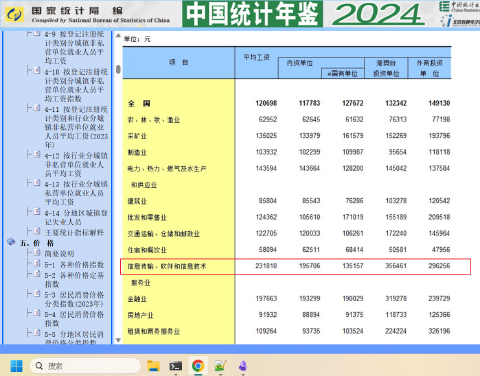 国家统计局 编
Compiled by National Bureau of Statistics of China
中国统计年鉴 2024
4-9 按登记注册统
计类别分城镇非私
营单位就业人员平
均工资
4-10 按登记注册统
计类别分城镇非私
营单位就业人员平
均工资指数
4-11 按登记注册统
计类别和行业分城
镇非私营单位就业
人员平均工资(2023
年)
4-12 按行业分城镇
非私营单位就业人
员平均工资
4-13 按行业分城镇
私营单位就业人员
平均工资
4-14 分地区城镇登
记失业人员
主要统计指标解释
五、价 格
简要说明
5-1 各种价格指数
5-2 各种价格定基
指数
5-3 居民消费价格
分类指数(2023年)
5-4 居民消费价格
指数
5-5 分地区居民消
费价格分类指数
单位：元
项 目 平均工资 内资单位 #国有单位 港澳台投资单位 外商投资单位
全 国 120698 117783 127672 132342 149130
农、林、牧、渔业 62952 62645 61632 76313 77198
采矿业 135025 133979 161579 152269 193796
制造业 103932 102299 109987 95654 118118
电力、热力、燃气及水生产 143594 143664 128200 145042 137584
和供应业
建筑业 85804 85543 76286 103278 120542
批发和零售业 124362 105610 171019 155189 209518
交通运输、仓储和邮政业 122705 120033 106261 172240 145964
住宿和餐饮业 58094 62511 68414 50581 47956
信息传输、软件和信息技术 231810 195706 135157 356461 296256
服务业
金融业 197663 193299 190029 319278 239729
房地产业 91932 88894 91375 118733 125366
租赁和商务服务业 109264 93735 103524 224224 326196
搜索